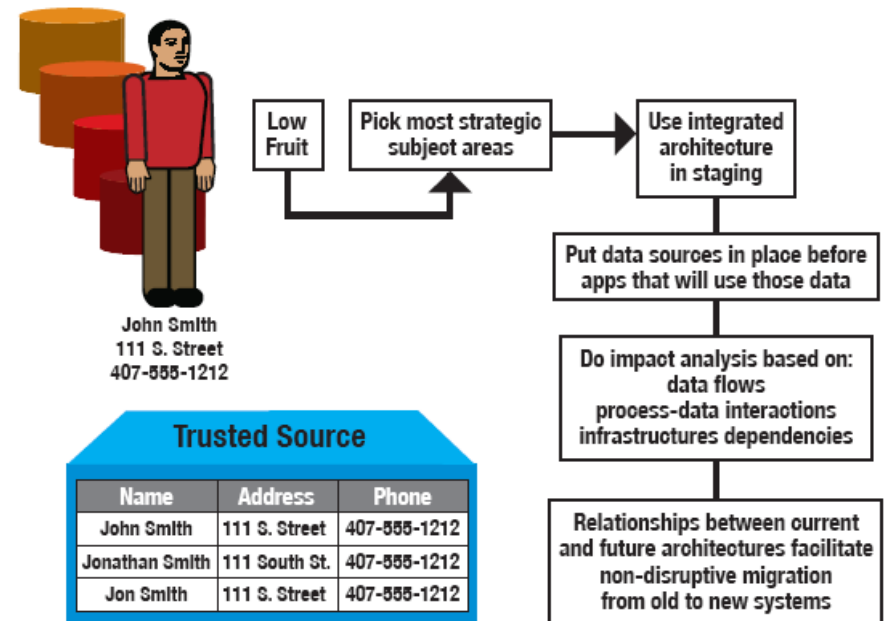 Low
Fruit
Pick most strategic
subject areas
Use integrated
architecture
in staging
Put data sources in place before
apps that will use those data
Do impact analysis based on:
data flows
process-data interactions
infrastructures dependencies
Relationships between current
and future architectures facilitate
non-disruptive migration
from old to new systems
John Smith
111 S. Street
407-555-1212
Trusted Source
Name Address Phone
John Smith 111 S. Street 407-555-1212
Jonathan Smith 111 South St. 407-555-1212
Jon Smith 111 S. Street 407-555-1212